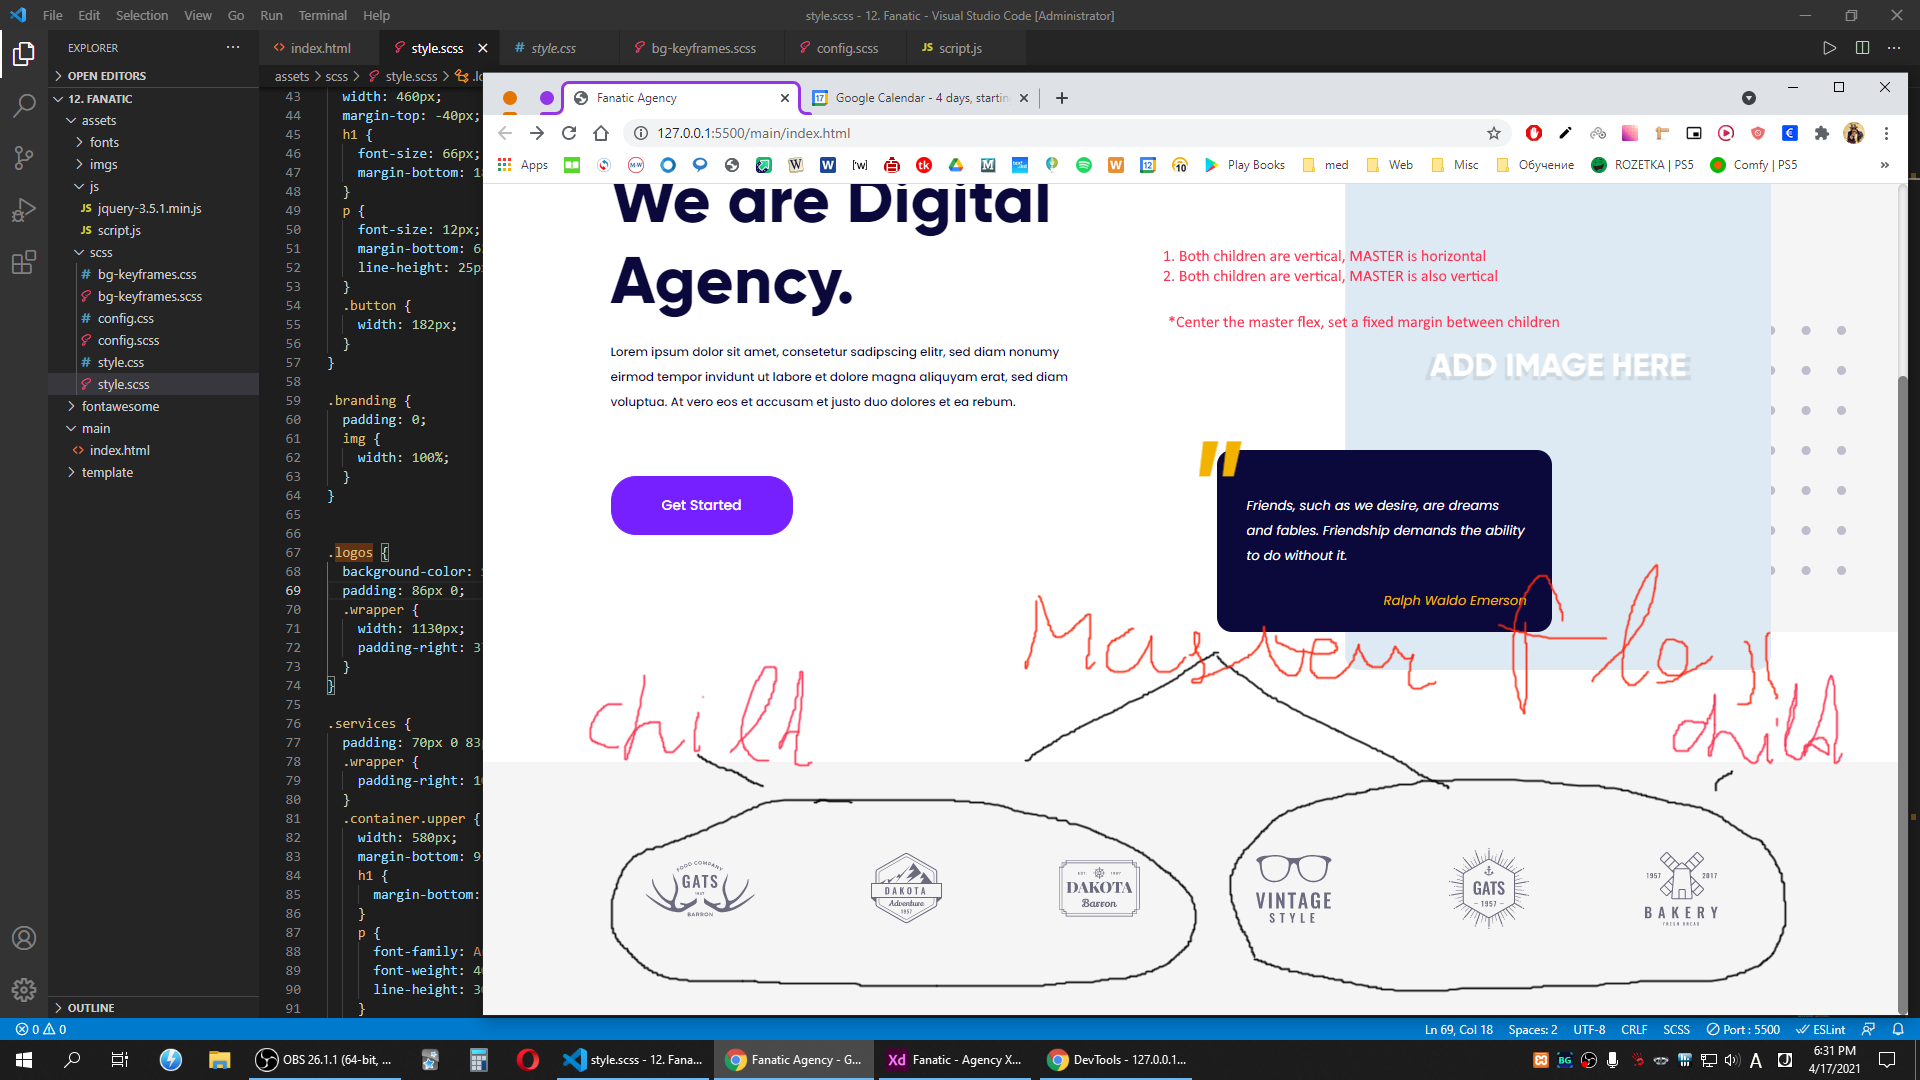 File Edit Selection View Go Run Terminal Help
style.scss - 12. Fanatic - Visual Studio Code [Administrator]
EXPLORER
OPEN EDITORS
12. FANATIC
assets
fonts
imgs
js
JS jquery-3.5.1.min.js
JS script.js
scss
# bg-keyframes.css
bg-keyframes.scss
# config.css
config.scss
# style.css
style.scss
fontawesome
main
<> index.html
template
OUTLINE
<> index.html
style.scss
# style.css
bg-keyframes.scss
config.scss
JS script.js
assets > scss > style.scss >
43 width: 460px;
44 margin-top: -40px;
45 h1 {
46 font-size: 66px;
47 margin-bottom: 1
48 }
49 p {
50 font-size: 12px;
51 margin-bottom: 6
52 line-height: 25p
53 }
54 .button {
55 width: 182px;
56 }
57 }
58
59 .branding {
60 padding: 0;
61 img {
62 width: 100%;
63 }
64 }
65
66
67 .logos {
68 background-color:
69 padding: 86px 0;
70 .wrapper {
71 width: 1130px;
72 padding-right: 3
73 }
74 }
75
76 .services {
77 padding: 70px 0 83p
78 .wrapper {
79 padding-right: 1
80 }
81 .container.upper {
82 width: 580px;
83 margin-bottom: 9
84 h1 {
85 margin-bottom:
86 }
87 p {
88 font-family: A
89 font-weight: 4
90 line-height: 3
91 }
Fanatic Agency
Google Calendar - 4 days, startin
127.0.0.1:5500/main/index.html
Apps
Play Books
med
Web
Misc
Обучение
ROZETKA | PS5
Comfy | PS5
We are Digital
Agency.
Lorem ipsum dolor sit amet, consetetur sadipscing elitr, sed diam nonumy
eirmod tempor invidunt ut labore et dolore magna aliquyam erat, sed diam
voluptua. At vero eos et accusam et justo duo dolores et ea rebum.
Get Started
1. Both children are vertical, MASTER is horizontal
2. Both children are vertical, MASTER is also vertical
*Center the master flex, set a fixed margin between children
ADD IMAGE HERE
Friends, such as we desire, are dreams
and fables. Friendship demands the ability
to do without it.
Ralph Waldo Emerson
Master flex
child
child
FOOD COMPANY
GATS
BARRON
DAKOTA
Adventure
1957
DAKOTA
Barron
VINTAGE
STYLE
GATS
1957
1957 2017
BAKERY
FRESH BREAD
0 0
Ln 69, Col 18 Spaces: 2 UTF-8 CRLF SCSS Port : 5500 ESLint
OBS 26.1.1 (64-bit, ...
style.scss - 12. Fana...
Fanatic Agency - G...
Xd Fanatic - Agency X...
DevTools - 127.0.0.1...
6:31 PM
4/17/2021